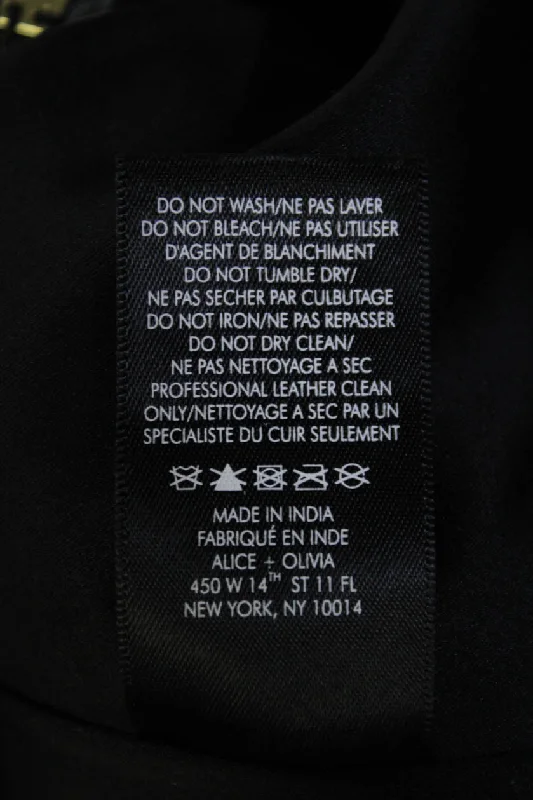 DO NOT WASH/NE PAS LAVER
DO NOT BLEACH/NE PAS UTILISER
D'AGENT DE BLANCHIMENT
DO NOT TUMBLE DRY/
NE PAS SECHER PAR CULBUTAGE
DO NOT IRON/NE PAS REPASSER
DO NOT DRY CLEAN/
NE PAS NETTOYAGE A SEC
PROFESSIONAL LEATHER CLEAN
ONLY/NETTOYAGE A SEC PAR UN
SPECIALISTE DU CUIR SEULEMENT
MADE IN INDIA
FABRIQUÉ EN INDE
ALICE + OLIVIA
450 W 14TH ST 11 FL
NEW YORK, NY 10014